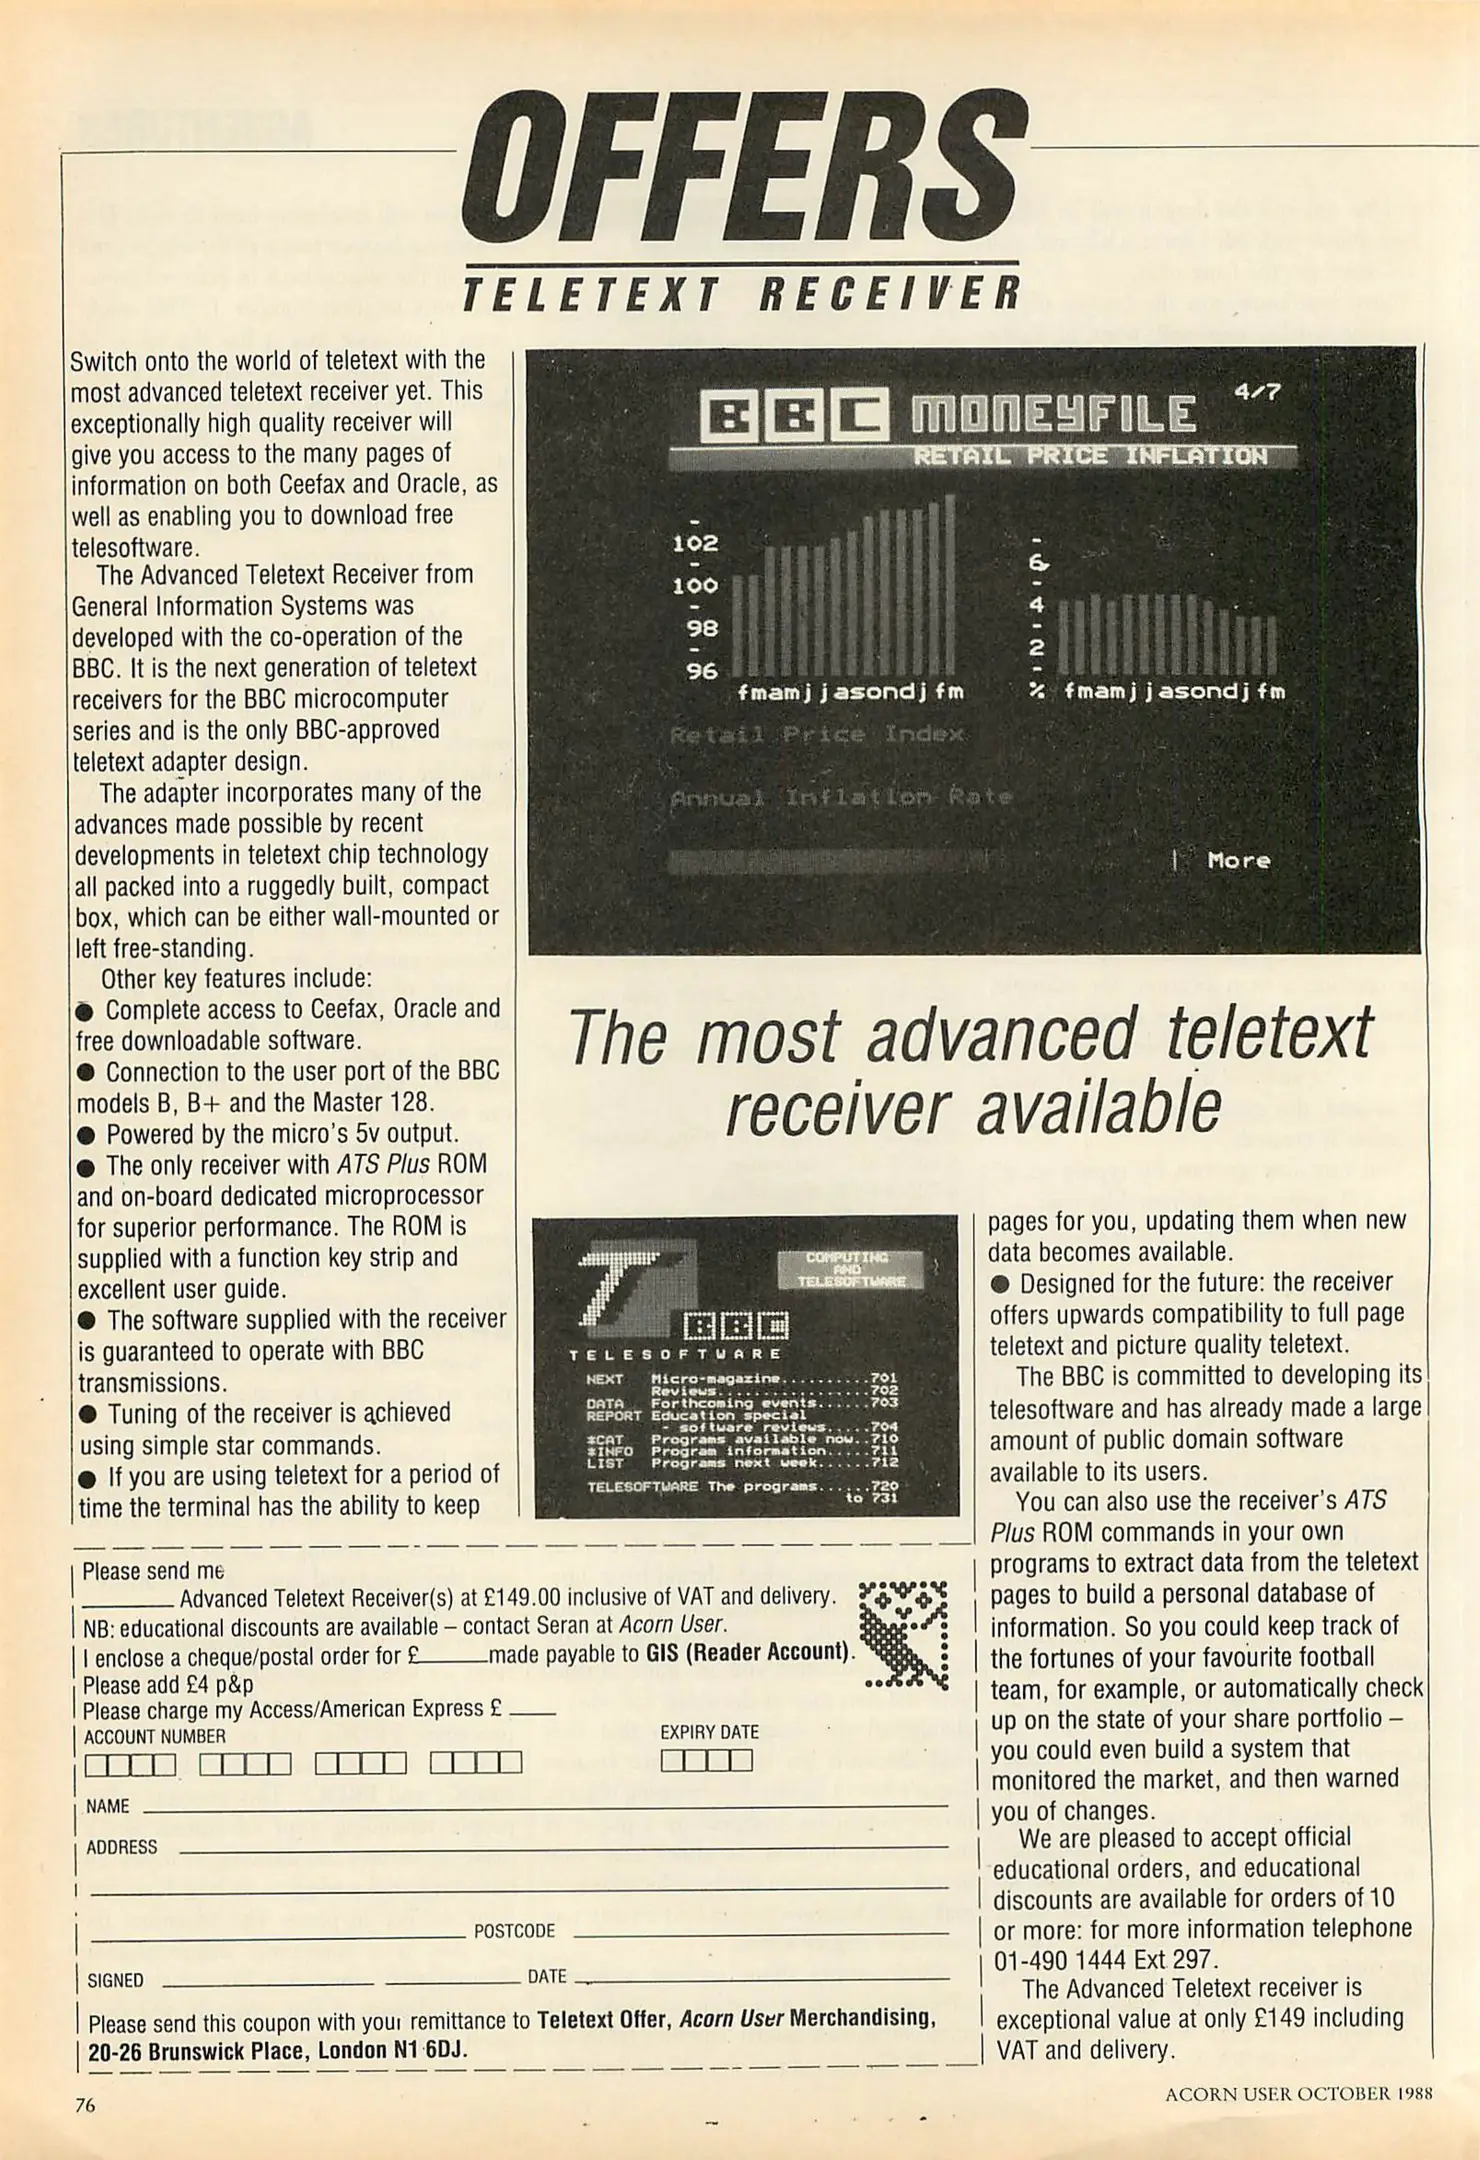 OFFERS
TELETEXT RECEIVER
Switch onto the world of teletext with the
most advanced teletext receiver yet. This
exceptionally high quality receiver will
give you access to the many pages of
information on both Ceefax and Oracle, as
well as enabling you to download free
telesoftware.
The Advanced Teletext Receiver from
General Information Systems was
developed with the co-operation of the
BBC. It is the next generation of teletext
receivers for the BBC microcomputer
series and is the only BBC-approved
teletext adapter design.
The adapter incorporates many of the
advances made possible by recent
developments in teletext chip technology
all packed into a ruggedly built, compact
box, which can be either wall-mounted or
left free-standing.
Other key features include:
● Complete access to Ceefax, Oracle and
free downloadable software.
● Connection to the user port of the BBC
models B, B+ and the Master 128.
● Powered by the micro's 5v output.
● The only receiver with ATS Plus ROM
and on-board dedicated microprocessor
for superior performance. The ROM is
supplied with a function key strip and
excellent user guide.
● The software supplied with the receiver
is guaranteed to operate with BBC
transmissions.
● Tuning of the receiver is achieved
using simple star commands.
● If you are using teletext for a period of
time the terminal has the ability to keep
BBC MONEYFILE 4/7
RETAIL PRICE INFLATION
102
100
98
96
fmamjjasondjfm
6
4
2
% fmamjjasondjfm
Retail Price Index
Annual Inflation Rate
More
The most advanced teletext
receiver available
T
COMPUTING
AND
TELESOFTWARE
BBC
TELESOFTWARE
NEXT Micro-magazine..........701
Reviews.................702
DATA Forthcoming events......703
REPORT Education special
- software reviews.....704
*CAT Programs available now..710
*INFO Program information.....711
LIST Programs next week......712
TELESOFTWARE The programs......720
to 731
pages for you, updating them when new
data becomes available.
● Designed for the future: the receiver
offers upwards compatibility to full page
teletext and picture quality teletext.
The BBC is committed to developing its
telesoftware and has already made a large
amount of public domain software
available to its users.
You can also use the receiver's ATS
Plus ROM commands in your own
programs to extract data from the teletext
pages to build a personal database of
information. So you could keep track of
the fortunes of your favourite football
team, for example, or automatically check
up on the state of your share portfolio –
you could even build a system that
monitored the market, and then warned
you of changes.
We are pleased to accept official
educational orders, and educational
discounts are available for orders of 10
or more: for more information telephone
01-490 1444 Ext 297.
The Advanced Teletext receiver is
exceptional value at only £149 including
VAT and delivery.
Please send me
______ Advanced Teletext Receiver(s) at £149.00 inclusive of VAT and delivery.
NB: educational discounts are available – contact Seran at Acorn User.
I enclose a cheque/postal order for £_____made payable to GIS (Reader Account).
Please add £4 p&p
Please charge my Access/American Express £ ____
ACCOUNT NUMBER EXPIRY DATE
NAME
ADDRESS
POSTCODE
SIGNED DATE
Please send this coupon with your remittance to Teletext Offer, Acorn User Merchandising,
20-26 Brunswick Place, London N1 6DJ.
76
ACORN USER OCTOBER 1988